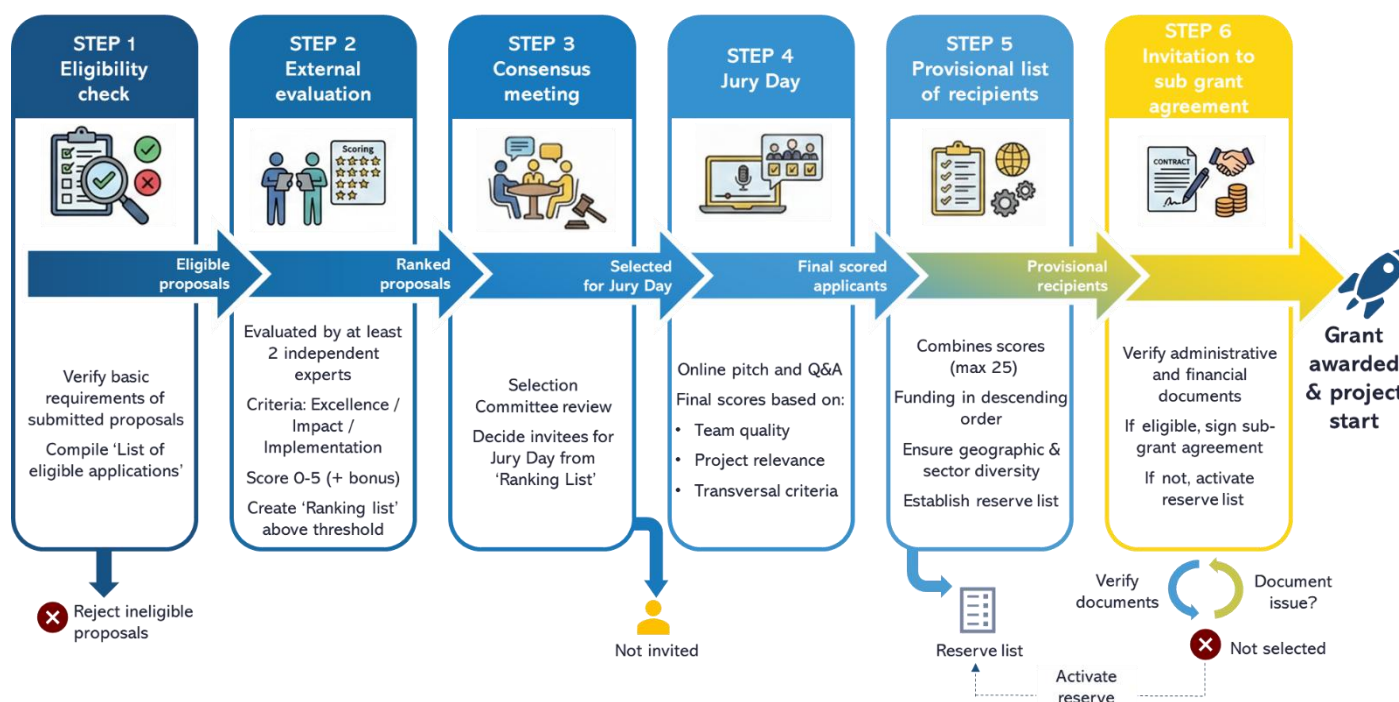 STEP 1
Eligibility
check
STEP 2
External
evaluation
STEP 3
Consensus
meeting
STEP 4
Jury Day
STEP 5
Provisional list
of recipients
STEP 6
Invitation to
sub grant
agreement
Scoring
CONTRACT
Eligible
proposals
Ranked
proposals
Selected
for Jury Day
Final scored
applicants
Provisional
recipients
Grant
awarded
& project
start
Verify basic
requirements of
submitted proposals
Compile ‘List of
eligible applications’
Evaluated by at least
2 independent
experts
Criteria: Excellence /
Impact /
Implementation
Score 0-5 (+ bonus)
Create ‘Ranking list’
above threshold
Selection
Committee review
Decide invitees for
Jury Day from
‘Ranking List’
Online pitch and Q&A
Final scores based on:
• Team quality
• Project relevance
• Transversal criteria
Combines scores
(max 25)
Funding in descending
order
Ensure geographic &
sector diversity
Establish reserve list
Verify administrative
and financial
documents
If eligible, sign sub-
grant agreement
If not, activate
reserve list
Reject ineligible
proposals
Not invited
Reserve list
Verify
documents
Document
issue?
Not selected
Activate
reserve